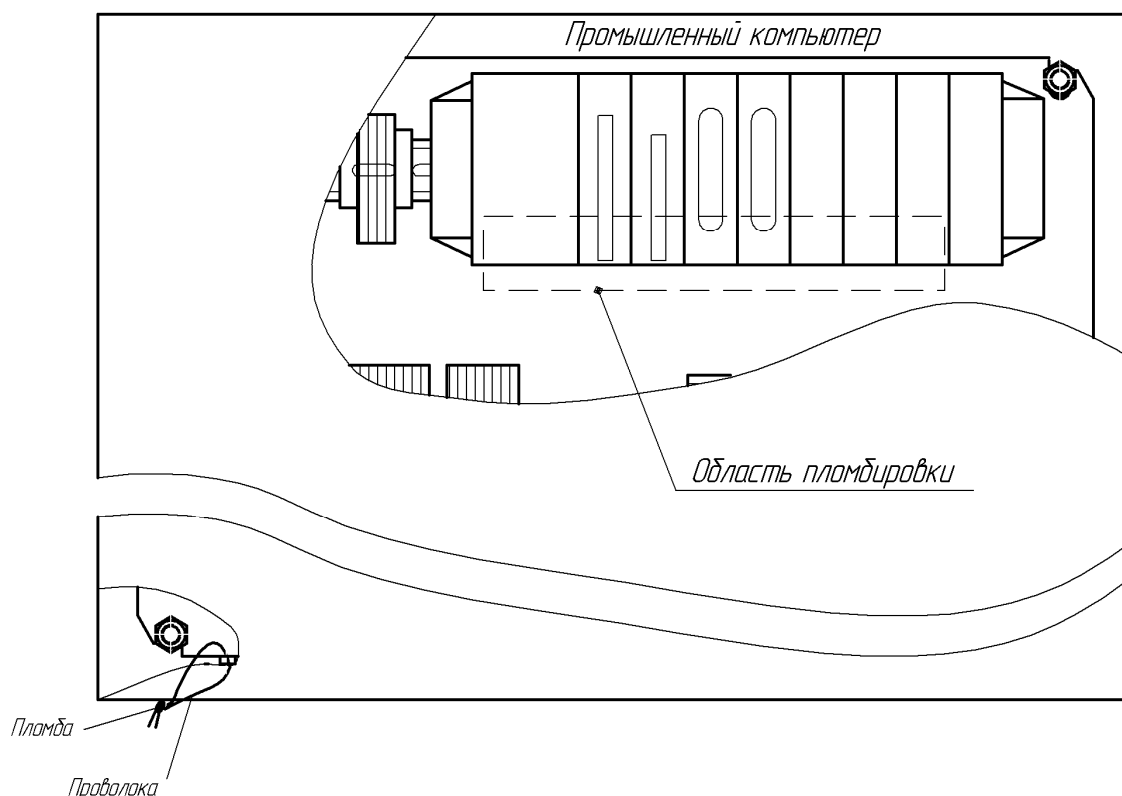 Промышленный компьютер
Область пломбировки
Пломба
Проволока